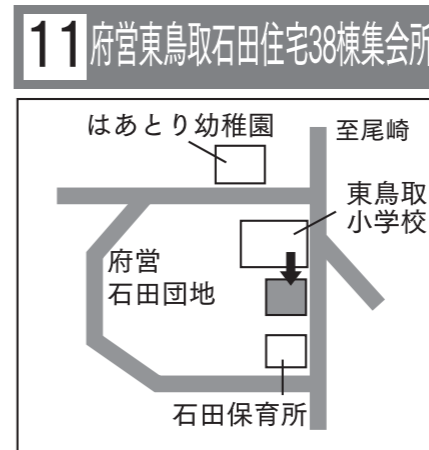 11 府営東鳥取石田住宅38棟集会所
はあとり幼稚園
至尾崎
東鳥取
小学校
府営
石田団地
石田保育所